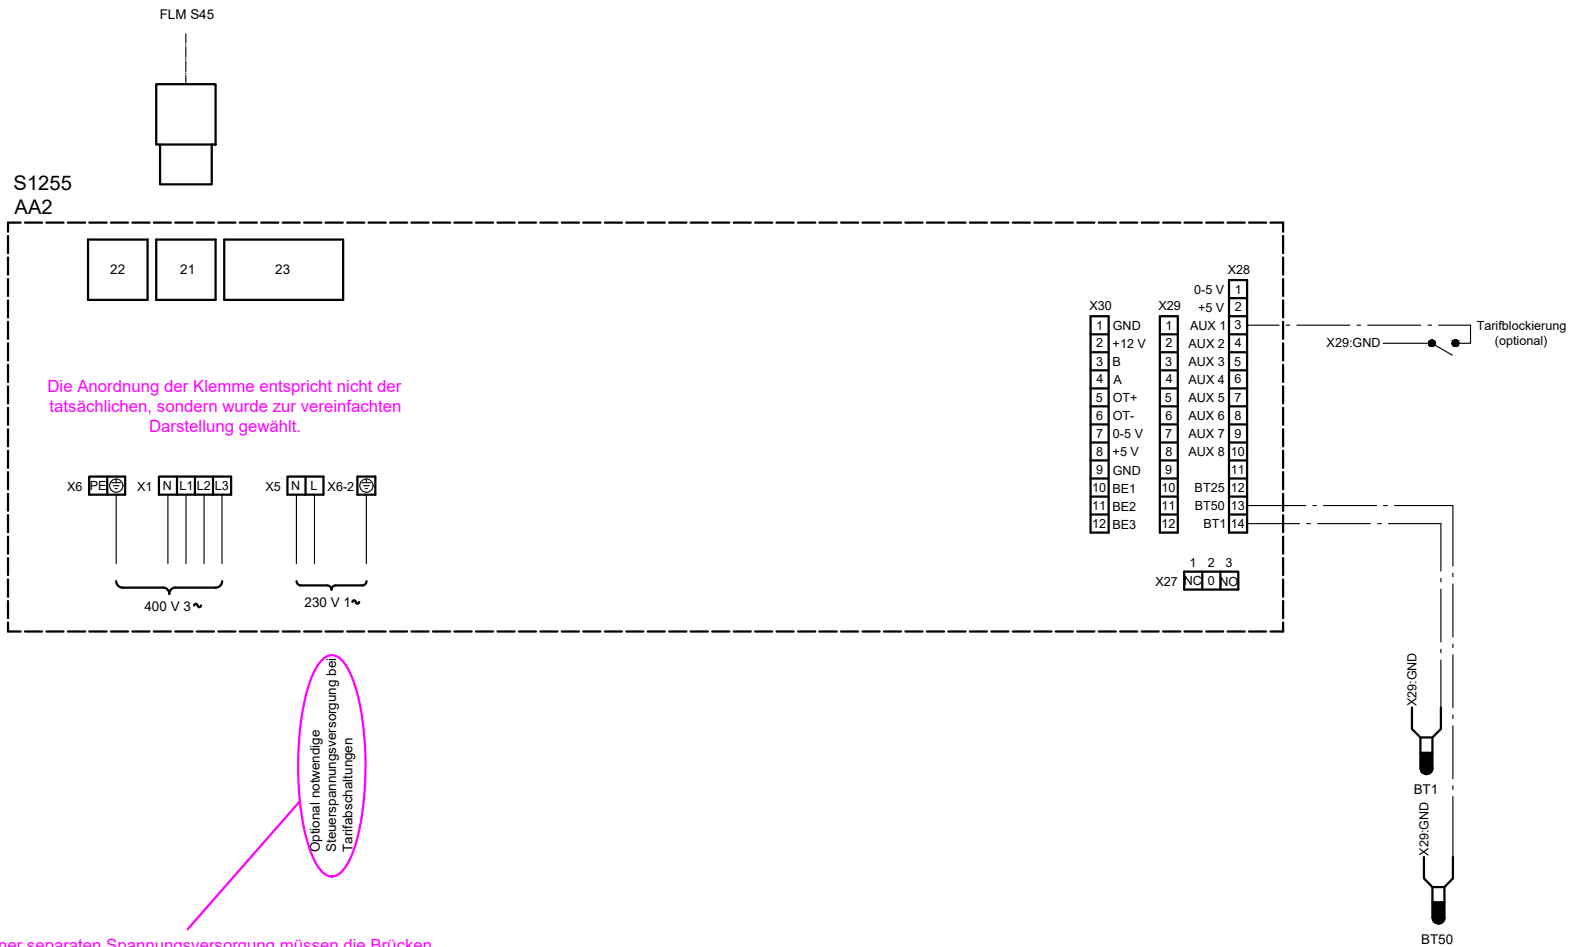 FLM S45
S1255
AA2
22
21
23
Die Anordnung der Klemme entspricht nicht der
tatsächlichen, sondern wurde zur vereinfachten
Darstellung gewählt.
X6 PE X1 N L1 L2 L3 X5 N L X6-2
400 V 3~
230 V 1~
X30
1 GND
2 +12 V
3 B
4 A
5 OT+
6 OT-
7 0-5 V
8 +5 V
9 GND
10 BE1
11 BE2
12 BE3
X29
1
2
3
4
5
6
7
8
9
10
11
12
X28
0-5 V 1
+5 V 2
AUX 1 3
AUX 2 4
AUX 3 5
AUX 4 6
AUX 5 7
AUX 6 8
AUX 7 9
AUX 8 10
11
BT25 12
BT50 13
BT1 14
1 2 3
X27 NC 0 NO
Tarifblockierung
(optional)
X29:GND
X29:GND
BT1
X29:GND
BT50
Optional notwendige
Steuerspannungsversorgung bei
Tarifabschaltungen
separaten Spannungsversorgung müssen die Brücken